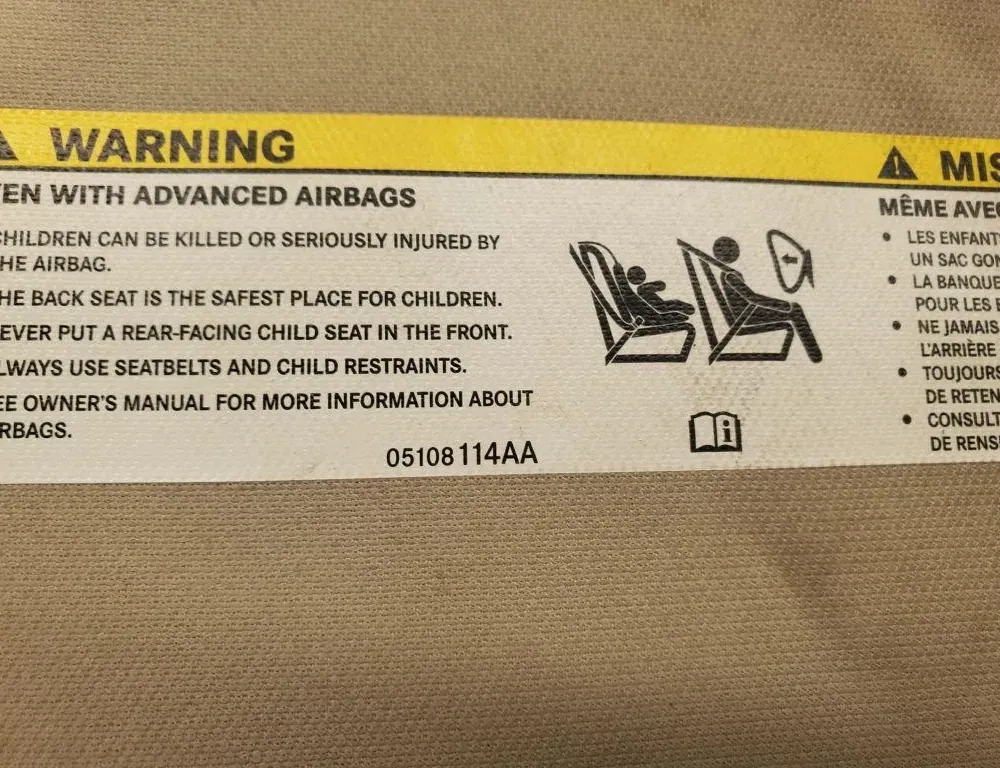 WARNING
EN WITH ADVANCED AIRBAGS
CHILDREN CAN BE KILLED OR SERIOUSLY INJURED BY
HE AIRBAG.
HE BACK SEAT IS THE SAFEST PLACE FOR CHILDREN.
EVER PUT A REAR-FACING CHILD SEAT IN THE FRONT.
LWAYS USE SEATBELTS AND CHILD RESTRAINTS.
EE OWNER'S MANUAL FOR MORE INFORMATION ABOUT
RBAGS.
05108114AA
MIS
MÊME AVEC
• LES ENFANT
UN SAC GON
• LA BANQUE
POUR LES E
• NE JAMAIS
L'ARRIÈRE
• TOUJOURS
DE RETEN
• CONSULT
DE RENS